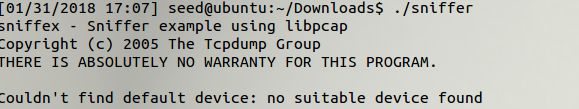 [01/31/2018 17:07] seed@ubuntu:~/Downloads$ ./sniffer
sniffex - Sniffer example using libpcap
Copyright (c) 2005 The Tcpdump Group
THERE IS ABSOLUTELY NO WARRANTY FOR THIS PROGRAM.
Couldn't find default device: no suitable device found